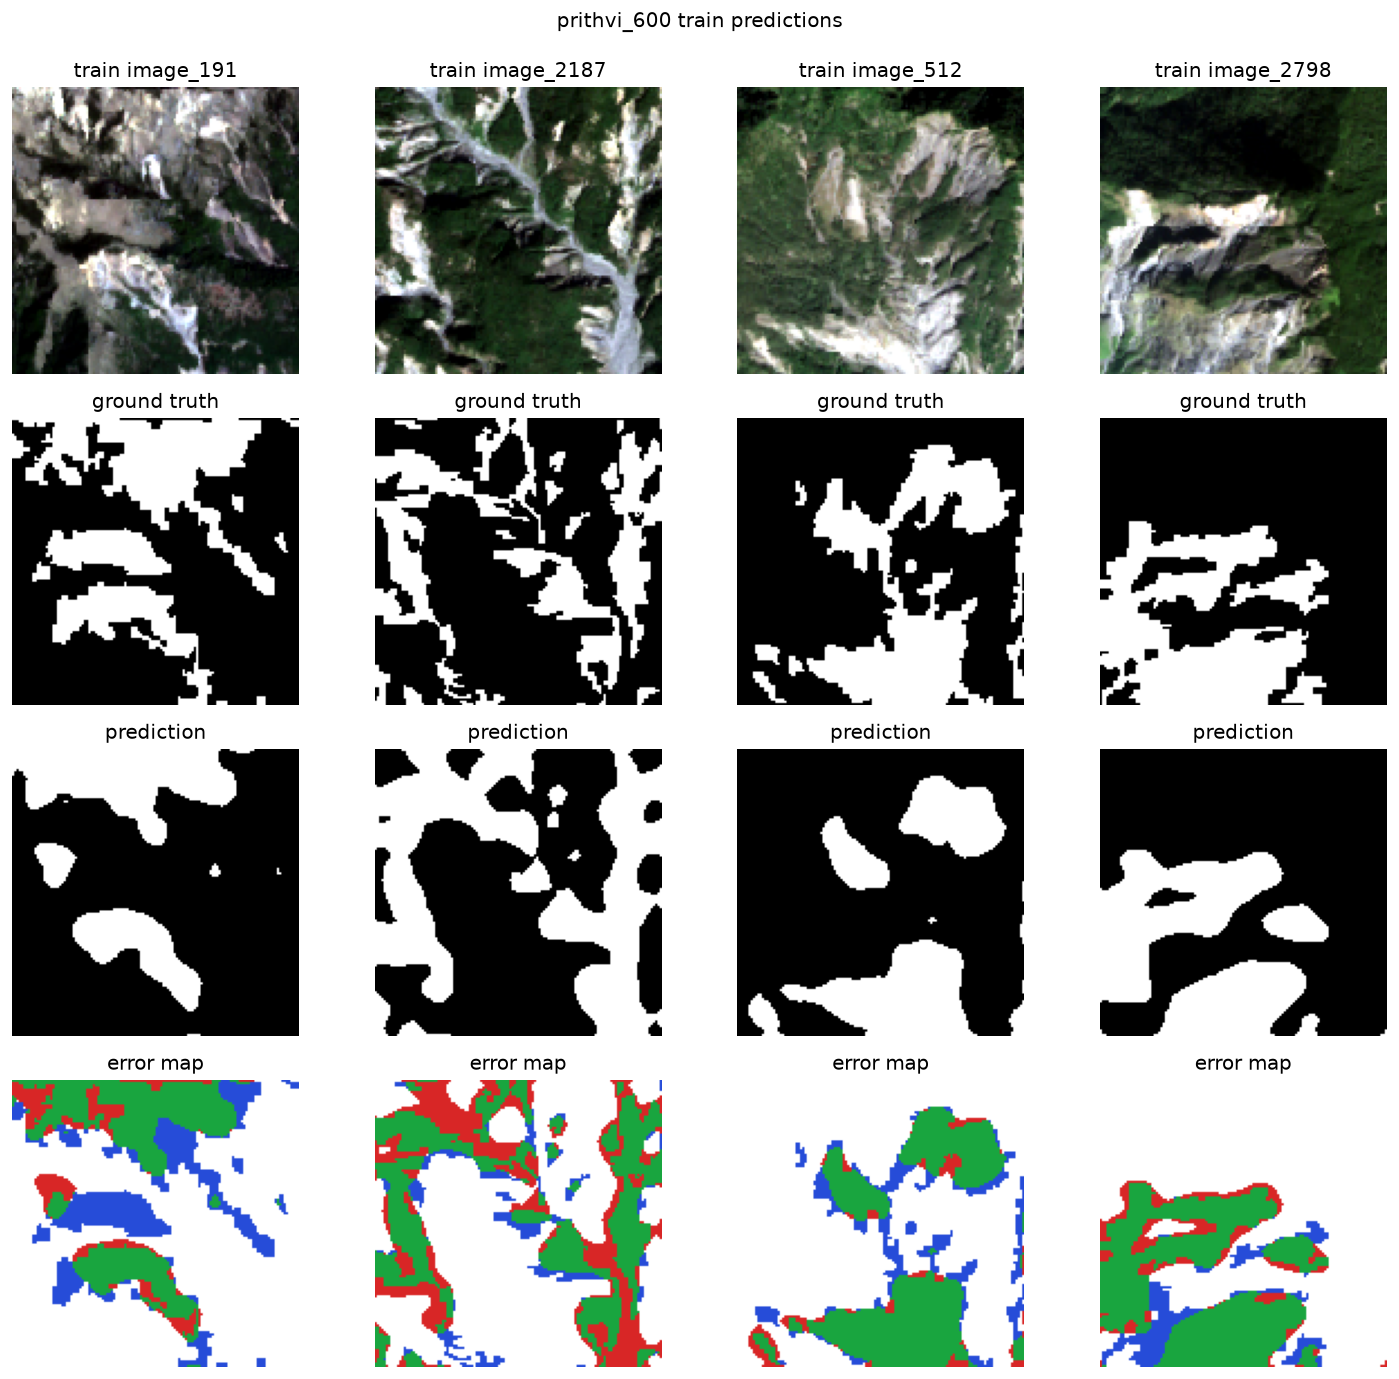 prithvi_600 train predictions
train image_191 train image_2187 train image_512 train image_2798
ground truth ground truth ground truth ground truth
prediction prediction prediction prediction
error map error map error map error map